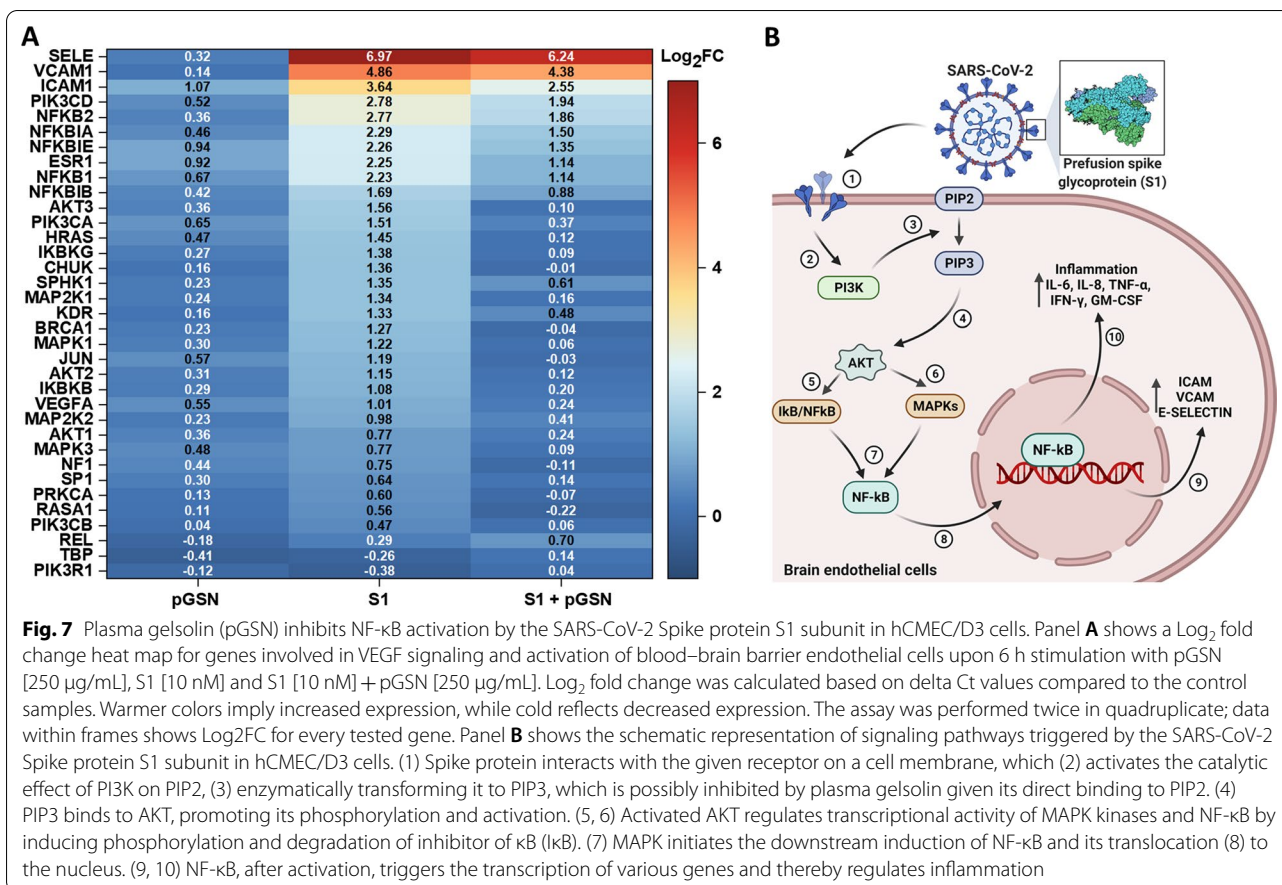 A
Log2FC
SELE 0.32 6.97 6.24
VCAM1 0.14 4.86 4.38
ICAM1 1.07 3.64 2.55
PIK3CD 0.52 2.78 1.94
NFKB2 0.36 2.77 1.86
NFKBIA 0.46 2.29 1.50
NFKBIE 0.94 2.26 1.35
ESR1 0.92 2.25 1.14
NFKB1 0.67 2.23 1.14
NFKBIB 0.42 1.69 0.88
AKT3 0.36 1.56 0.10
PIK3CA 0.65 1.51 0.37
HRAS 0.47 1.45 0.12
IKBKG 0.27 1.38 0.09
CHUK 0.16 1.36 -0.01
SPHK1 0.23 1.35 0.61
MAP2K1 0.24 1.34 0.16
KDR 0.16 1.33 0.48
BRCA1 0.23 1.27 -0.04
MAPK1 0.30 1.22 0.06
JUN 0.57 1.19 -0.03
AKT2 0.31 1.15 0.12
IKBKB 0.29 1.08 0.20
VEGFA 0.55 1.01 0.24
MAP2K2 0.23 0.98 0.41
AKT1 0.36 0.77 0.24
MAPK3 0.48 0.77 0.09
NF1 0.44 0.75 -0.11
SP1 0.30 0.64 0.14
PRKCA 0.13 0.60 -0.07
RASA1 0.11 0.56 -0.22
PIK3CB 0.04 0.47 0.06
REL -0.18 0.29 0.70
TBP -0.41 -0.26 0.14
PIK3R1 -0.12 -0.38 0.04
pGSN S1 S1 + pGSN
6
4
2
0
B
SARS-CoV-2
Prefusion spike
glycoprotein (S1)
1
PIP2
2
3
PI3K
PIP3
4
AKT
5
6
IkB/NFkB
MAPKs
7
NF-kB
8
Inflammation
IL-6, IL-8, TNF-α,
IFN-γ, GM-CSF
10
ICAM
VCAM
E-SELECTIN
NF-kB
9
Brain endothelial cells
Fig. 7 Plasma gelsolin (pGSN) inhibits NF-κB activation by the SARS-CoV-2 Spike protein S1 subunit in hCMEC/D3 cells. Panel A shows a Log2 fold
change heat map for genes involved in VEGF signaling and activation of blood–brain barrier endothelial cells upon 6 h stimulation with pGSN
[250 µg/mL], S1 [10 nM] and S1 [10 nM] + pGSN [250 µg/mL]. Log2 fold change was calculated based on delta Ct values compared to the control
samples. Warmer colors imply increased expression, while cold reflects decreased expression. The assay was performed twice in quadruplicate; data
within frames shows Log2FC for every tested gene. Panel B shows the schematic representation of signaling pathways triggered by the SARS-CoV-2
Spike protein S1 subunit in hCMEC/D3 cells. (1) Spike protein interacts with the given receptor on a cell membrane, which (2) activates the catalytic
effect of PI3K on PIP2, (3) enzymatically transforming it to PIP3, which is possibly inhibited by plasma gelsolin given its direct binding to PIP2. (4)
PIP3 binds to AKT, promoting its phosphorylation and activation. (5, 6) Activated AKT regulates transcriptional activity of MAPK kinases and NF-κB by
inducing phosphorylation and degradation of inhibitor of κB (IκB). (7) MAPK initiates the downstream induction of NF-κB and its translocation (8) to
the nucleus. (9, 10) NF-κB, after activation, triggers the transcription of various genes and thereby regulates inflammation